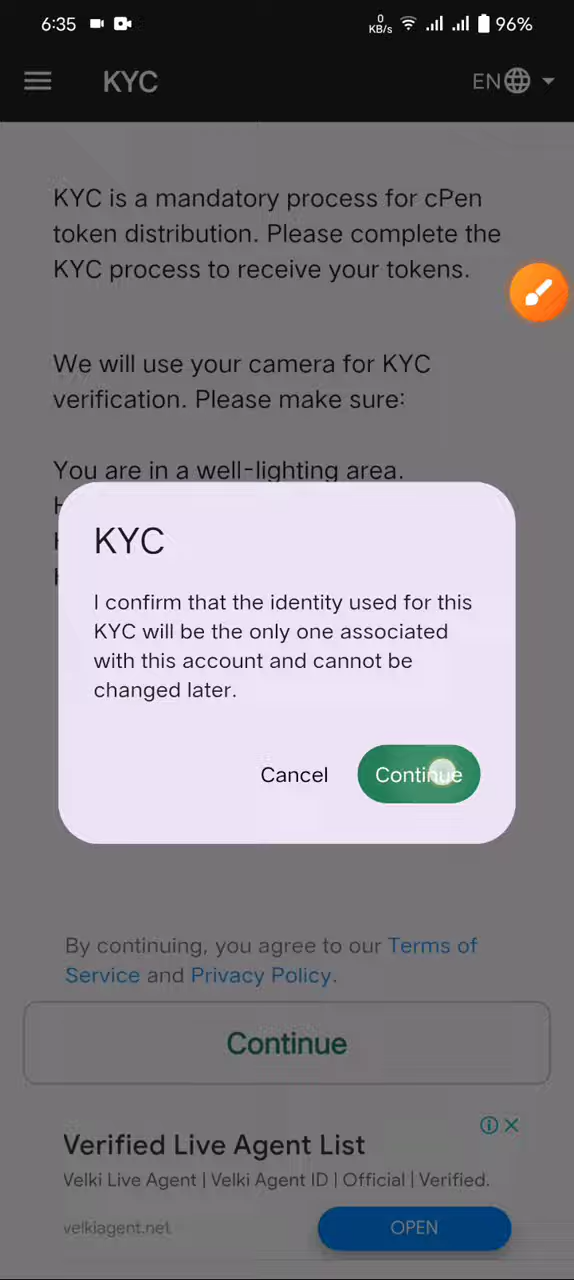 6:35
0
KB/s
96%
KYC
EN
KYC is a mandatory process for cPen
token distribution. Please complete the
KYC process to receive your tokens.
We will use your camera for KYC
verification. Please make sure:
You are in a well-lighting area.
KYC
I confirm that the identity used for this
KYC will be the only one associated
with this account and cannot be
changed later.
Cancel
Continue
By continuing, you agree to our Terms of
Service and Privacy Policy.
Continue
Verified Live Agent List
Velki Live Agent | Velki Agent ID | Official | Verified.
velkiagent.net
OPEN